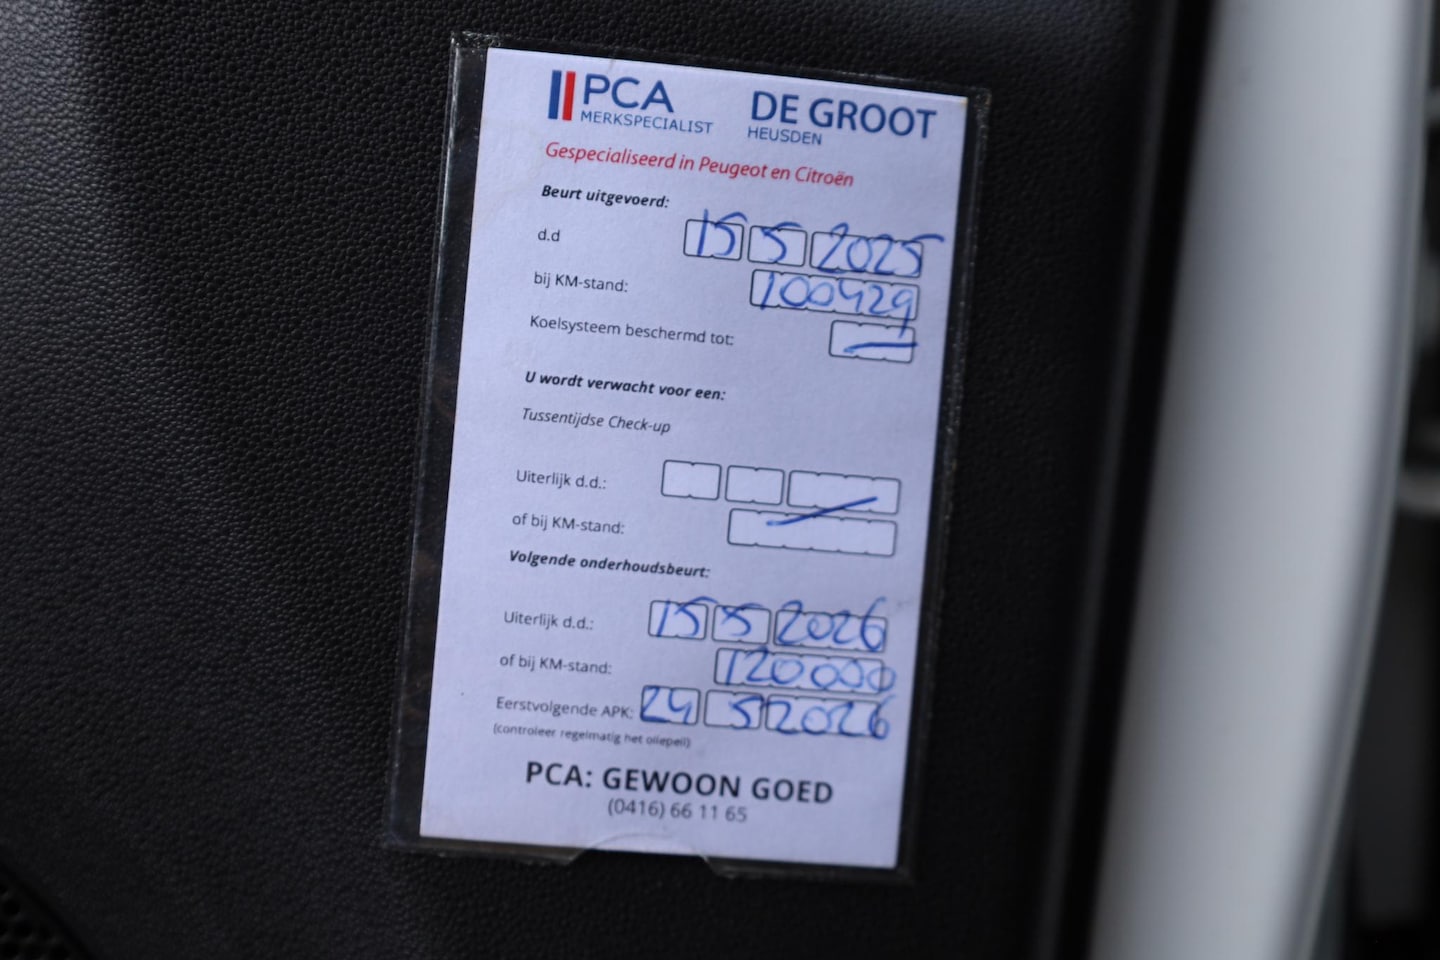 PCA DE GROOT
MERKSPECIALIST HEUSDEN
Gespecialiseerd in Peugeot en Citroën
Beurt uitgevoerd:
d.d 15 5 2025
bij KM-stand: 100429
Koelsysteem beschermd tot: —
U wordt verwacht voor een:
Tussentijdse Check-up
Uiterlijk d.d.:
of bij KM-stand:
Volgende onderhoudsbeurt:
Uiterlijk d.d.: 15 5 2026
of bij KM-stand: 120.000
Eerstvolgende APK: 24 5 2026
(controleer regelmatig het oliepeil)
PCA: GEWOON GOED
(0416) 66 11 65